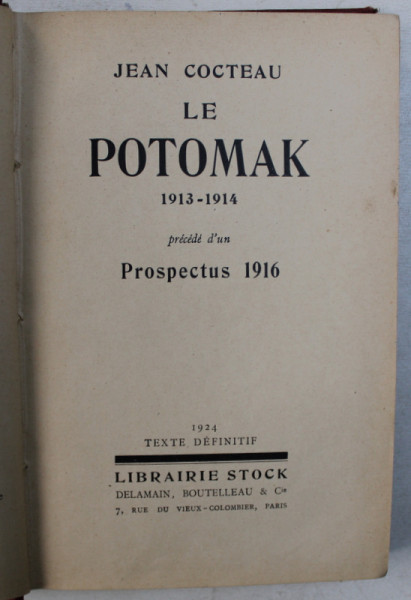 JEAN COCTEAU
LE
POTOMAK
1913-1914
précédé d'un
Prospectus 1916
1924
TEXTE DÉFINITIF
LIBRAIRIE STOCK
DELAMAIN, BOUTELLEAU & Cie
7, RUE DU VIEUX-COLOMBIER, PARIS